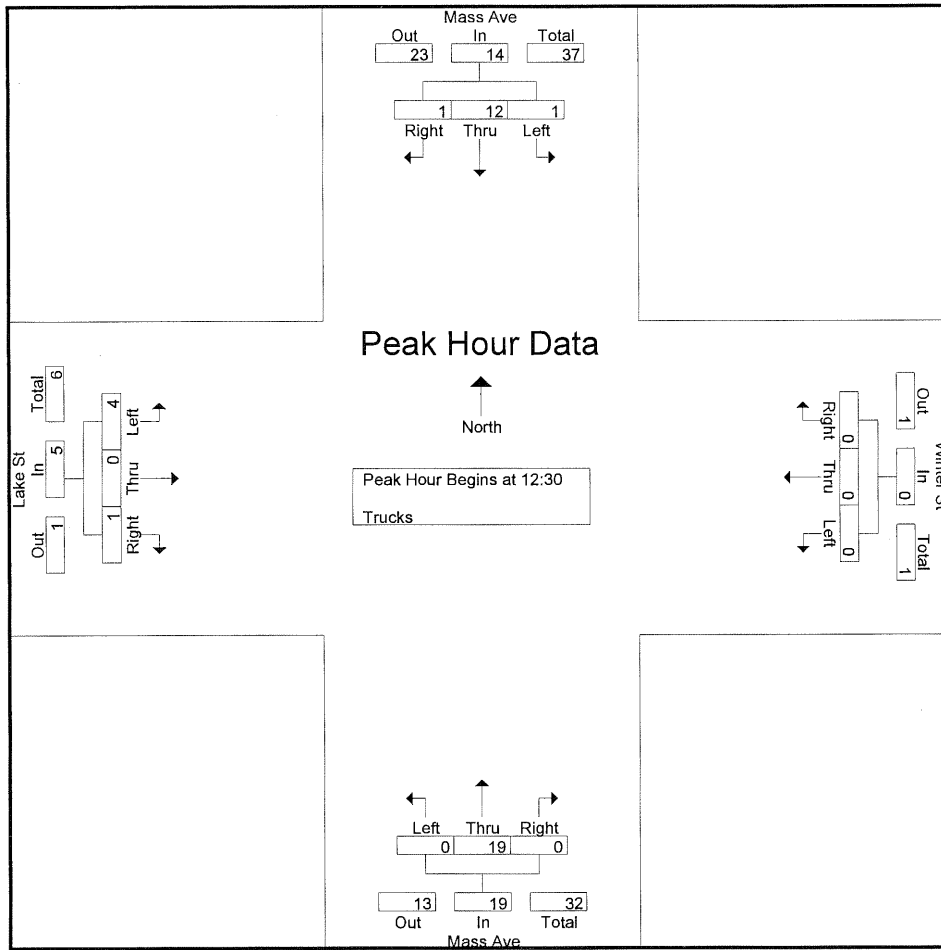 Mass Ave
Out In Total
23 14 37
1 12 1
Right Thru Left
Peak Hour Data
North
Peak Hour Begins at 12:30
Trucks
Lake St
Total In Out
6 5 1
4 0 1
Left Thru Right
Right Thru Left
0 0 0
Out In Total
1 0 1
Winter St
Left Thru Right
0 19 0
13 19 32
Out In Total
Mass Ave